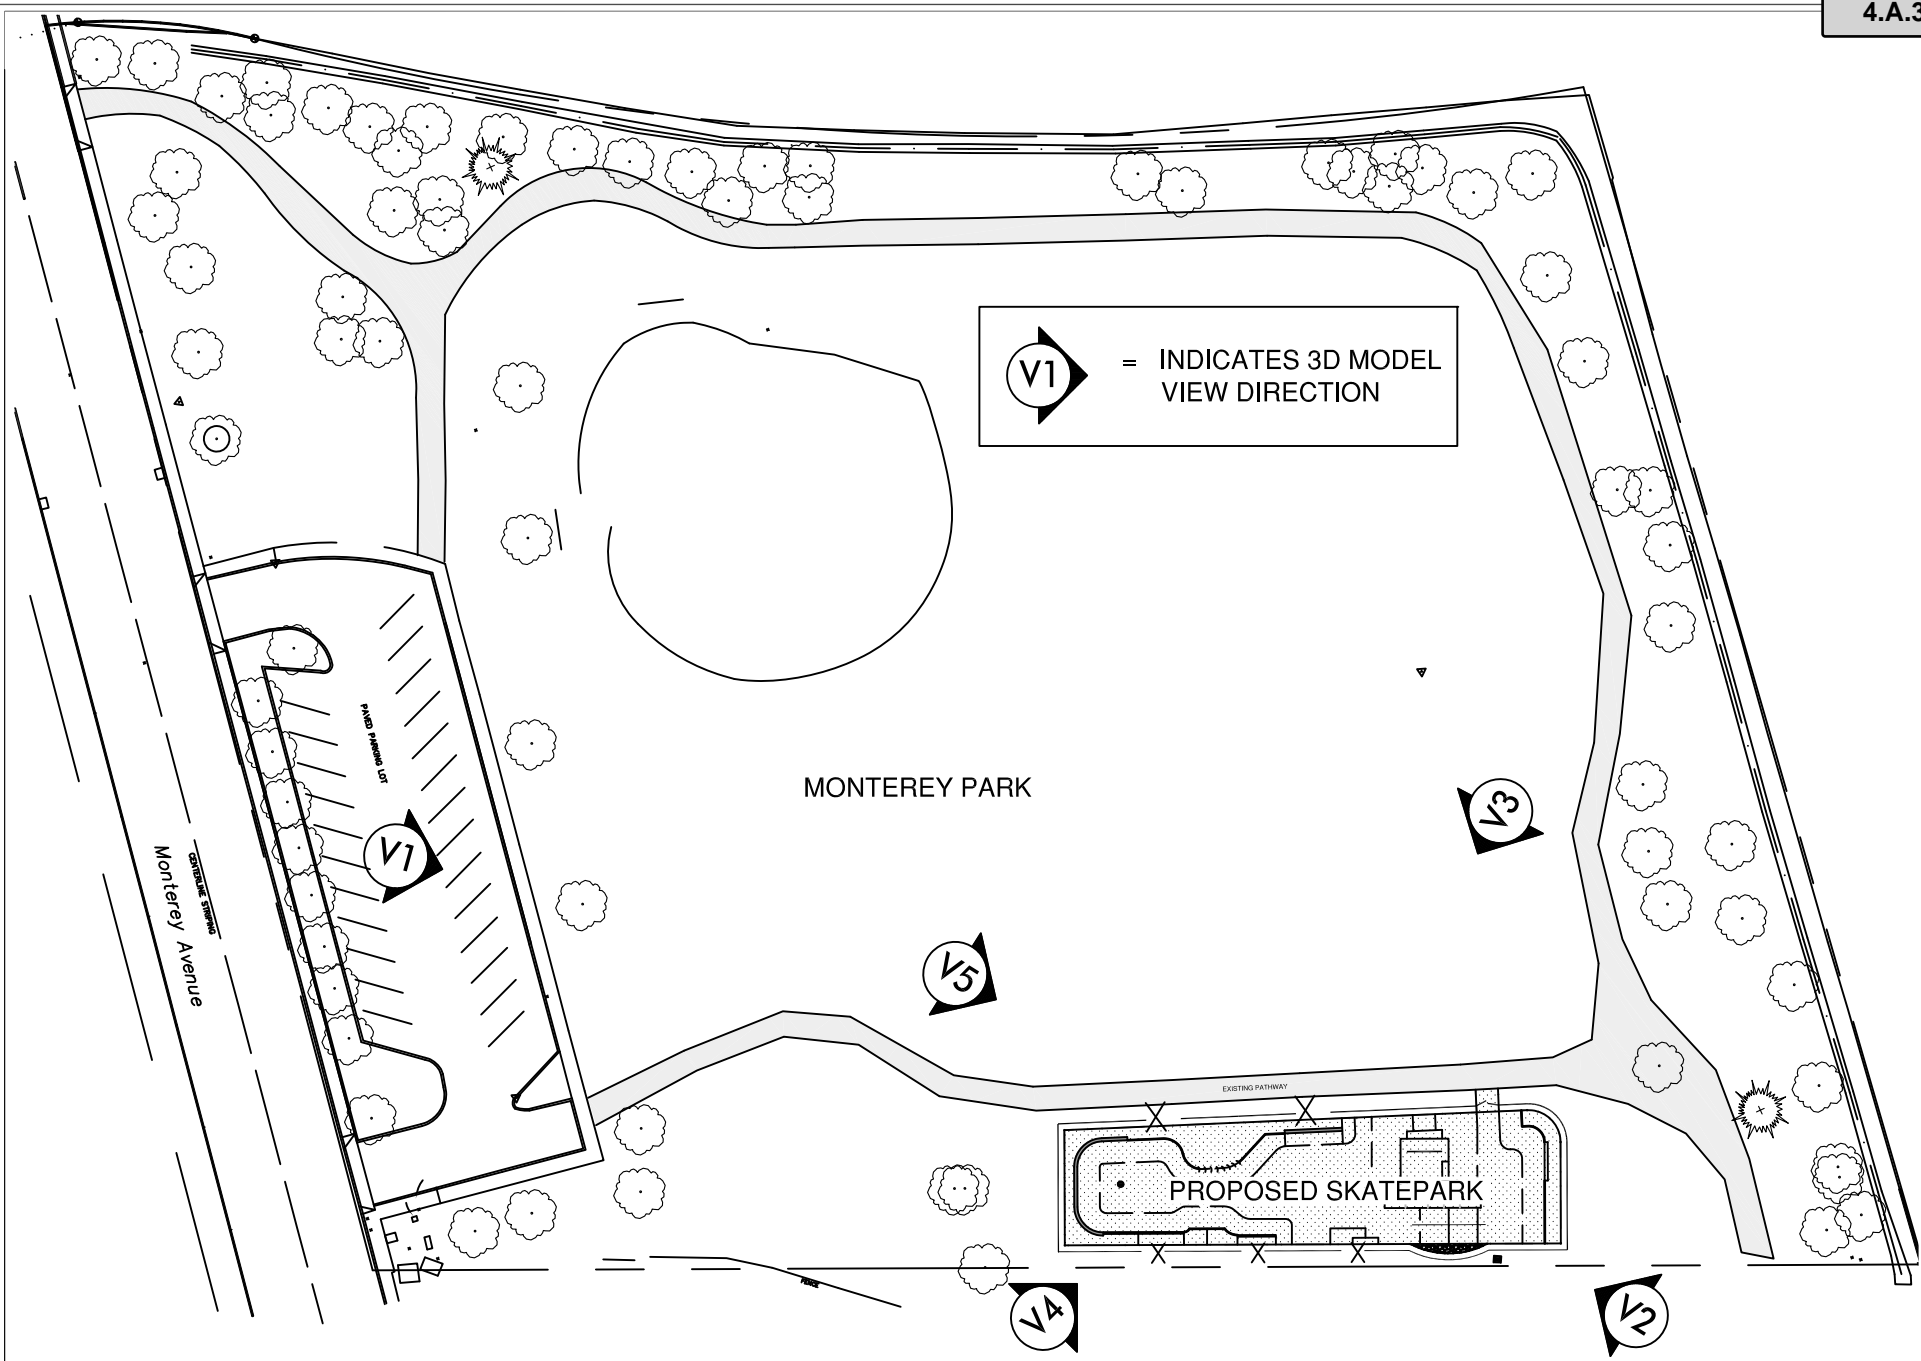 4.A.3
V1
= INDICATES 3D MODEL
VIEW DIRECTION
PAVED PARKING LOT
MONTEREY PARK
V3
V1
CENTERLINE STRIPING
Monterey Avenue
V5
EXISTING PATHWAY
PROPOSED SKATEPARK
FENCE
V4
V2